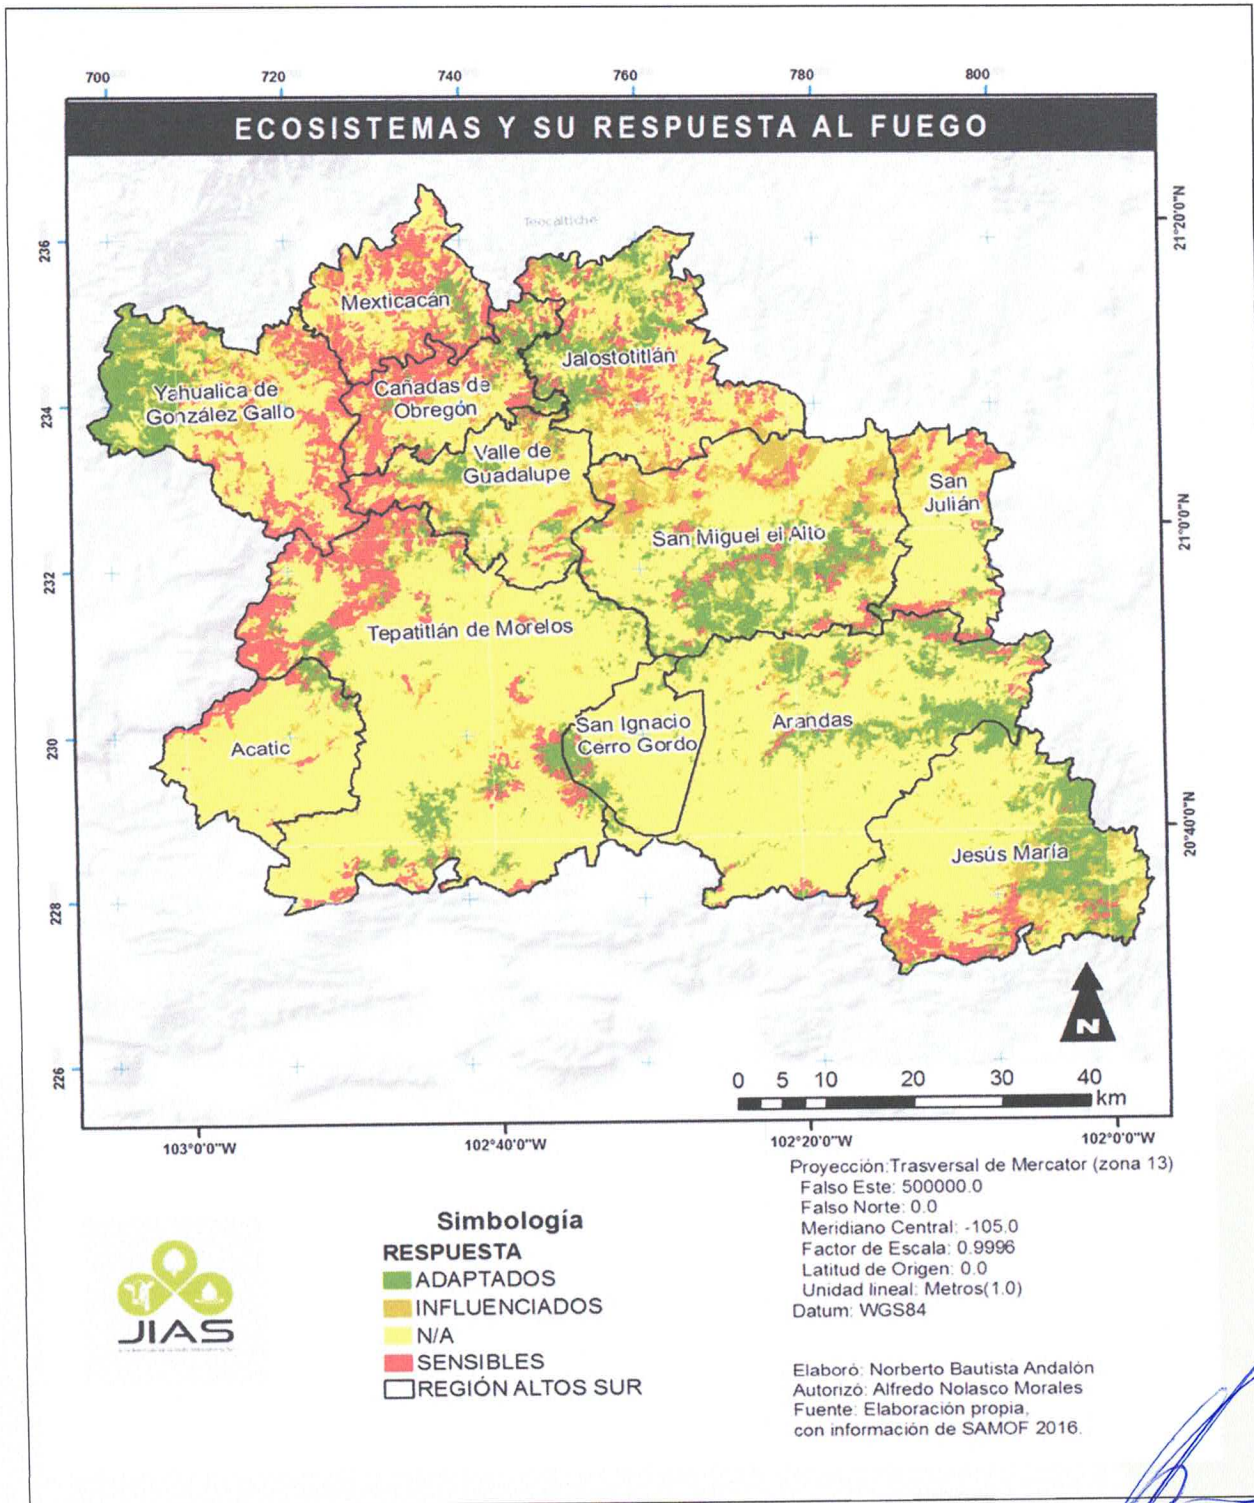 700 720 740 760 780 800
ECOSISTEMAS Y SU RESPUESTA AL FUEGO
Teocaltiche
21°20'0"N
236
Mexticacán
Jalostotitlán
Yahualica de
González Gallo
Cañadas de
Obregón
234
Valle de
Guadalupe
San
Julián
San Miguel el Alto
21°0'0"N
232
Tepatitlán de Morelos
San Ignacio
Cerro Gordo
Arandas
230
Acatic
20°40'0"N
Jesús María
228
N
226
0 5 10 20 30 40
km
103°0'0"W 102°40'0"W 102°20'0"W 102°0'0"W
Proyección:Trasversal de Mercator (zona 13)
Falso Este: 500000.0
Falso Norte: 0.0
Meridiano Central: -105.0
Factor de Escala: 0.9996
Latitud de Origen: 0.0
Unidad lineal: Metros(1.0)
Datum: WGS84
Simbología
RESPUESTA
ADAPTADOS
INFLUENCIADOS
N/A
SENSIBLES
REGIÓN ALTOS SUR
JIAS
Elaboró: Norberto Bautista Andalón
Autorizó: Alfredo Nolasco Morales
Fuente: Elaboración propia,
con información de SAMOF 2016.